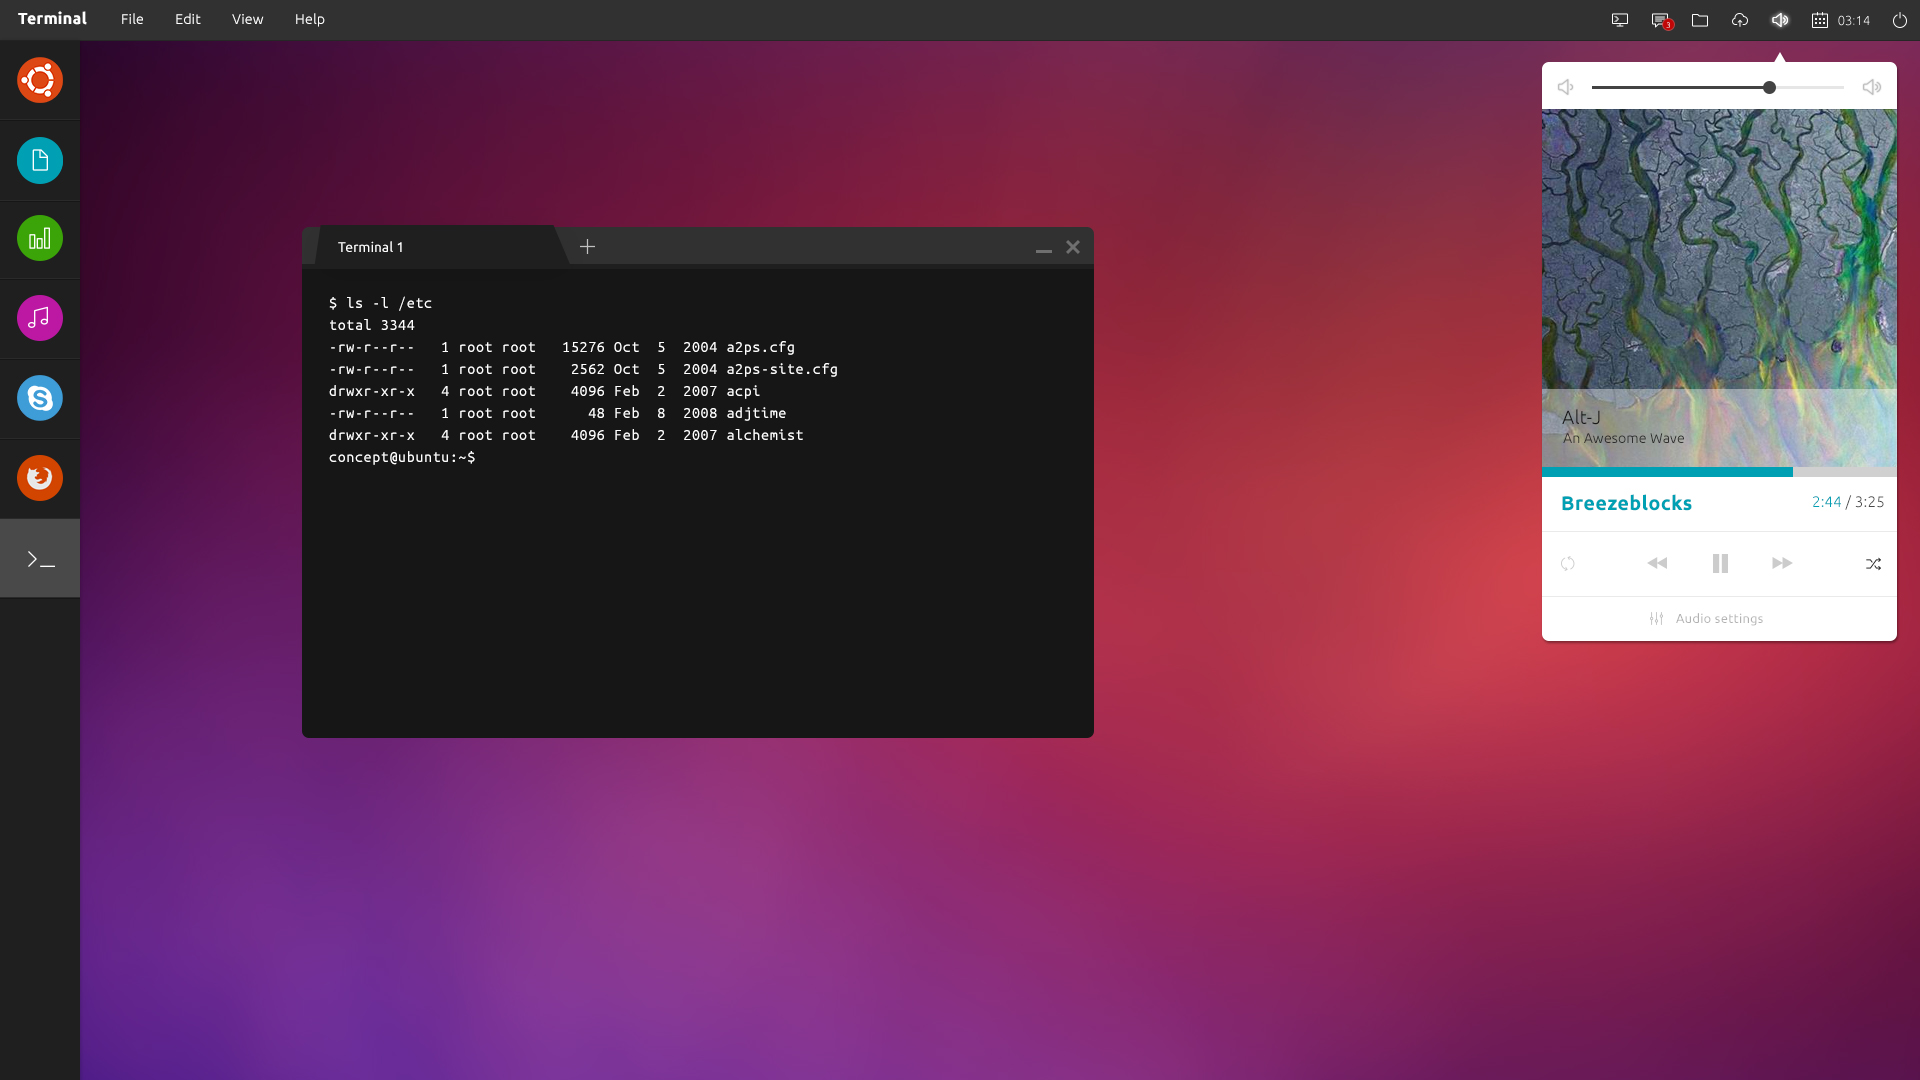 Terminal File Edit View Help 3 03:14
Terminal 1
$ ls -l /etc
total 3344
-rw-r--r--   1 root root   15276 Oct  5  2004 a2ps.cfg
-rw-r--r--   1 root root    2562 Oct  5  2004 a2ps-site.cfg
drwxr-xr-x   4 root root    4096 Feb  2  2007 acpi
-rw-r--r--   1 root root      48 Feb  8  2008 adjtime
drwxr-xr-x   4 root root    4096 Feb  2  2007 alchemist
concept@ubuntu:~$
Alt-J
An Awesome Wave
Breezeblocks 2:44 / 3:25
Audio settings